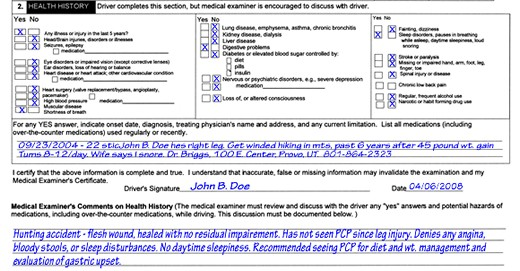 2. HEALTH HISTORY Driver completes this section, but medical examiner is encouraged to discuss with driver.
Yes No
Any illness or injury in the last 5 years?
Head/Brain injuries, disorders or illnesses
Seizures, epilepsy
medication
Eye disorders or impaired vision (except corrective lenses)
Ear disorders, loss of hearing or balance
Heart disease or heart attack; other cardiovascular condition
medication
Heart surgery (valve replacement/bypass, angioplasty,
pacemaker)
High blood pressure medication
Muscular disease
Shortness of breath
Yes No
Lung disease, emphysema, asthma, chronic bronchitis
Kidney disease, dialysis
Liver disease
Digestive problems
Diabetes or elevated blood sugar controlled by:
diet
pills
insulin
Nervous or psychiatric disorders, e.g., severe depression
medication
Loss of, or altered consciousness
Yes No
Fainting, dizziness
Sleep disorders, pauses in breathing
while asleep, daytime sleepiness, loud
snoring
Stroke or paralysis
Missing or impaired hand, arm, foot, leg,
finger, toe
Spinal injury or disease
Chronic low back pain
Regular, frequent alcohol use
Narcotic or habit forming drug use
For any YES answer, indicate onset date, diagnosis, treating physician's name and address, and any current limitation. List all medications (including
over-the-counter medications) used regularly or recently.
09/23/2004 - 22 stic John B. Doe hes right leg. Get winded hiking in mts, past 6 years after 45 pound wt. gain
Turns 8-12/day. Wife says I snore. Dr. Briggs, 100 E. Center, Provo, UT. 801-864-2323
I certify that the above information is complete and true. I understand that inaccurate, false or missing information may invalidate the examination and my
Medical Examiner's Certificate.
Driver's Signature John B. Doe Date 04/06/2008
Medical Examiner's Comments on Health History (The medical examiner must review and discuss with the driver any "yes" answers and potential hazards of
medications, including over-the-counter medications, while driving. This discussion must be documented below. )
Hunting accident - flesh wound, healed with no residual impairement. Has not seen PCP since leg injury. Denies any angina,
bloody stools, or sleep disturbances. No daytime sleepiness. Recommended seeing PCP for diet and wt. management and
evaluation of gastric upset.